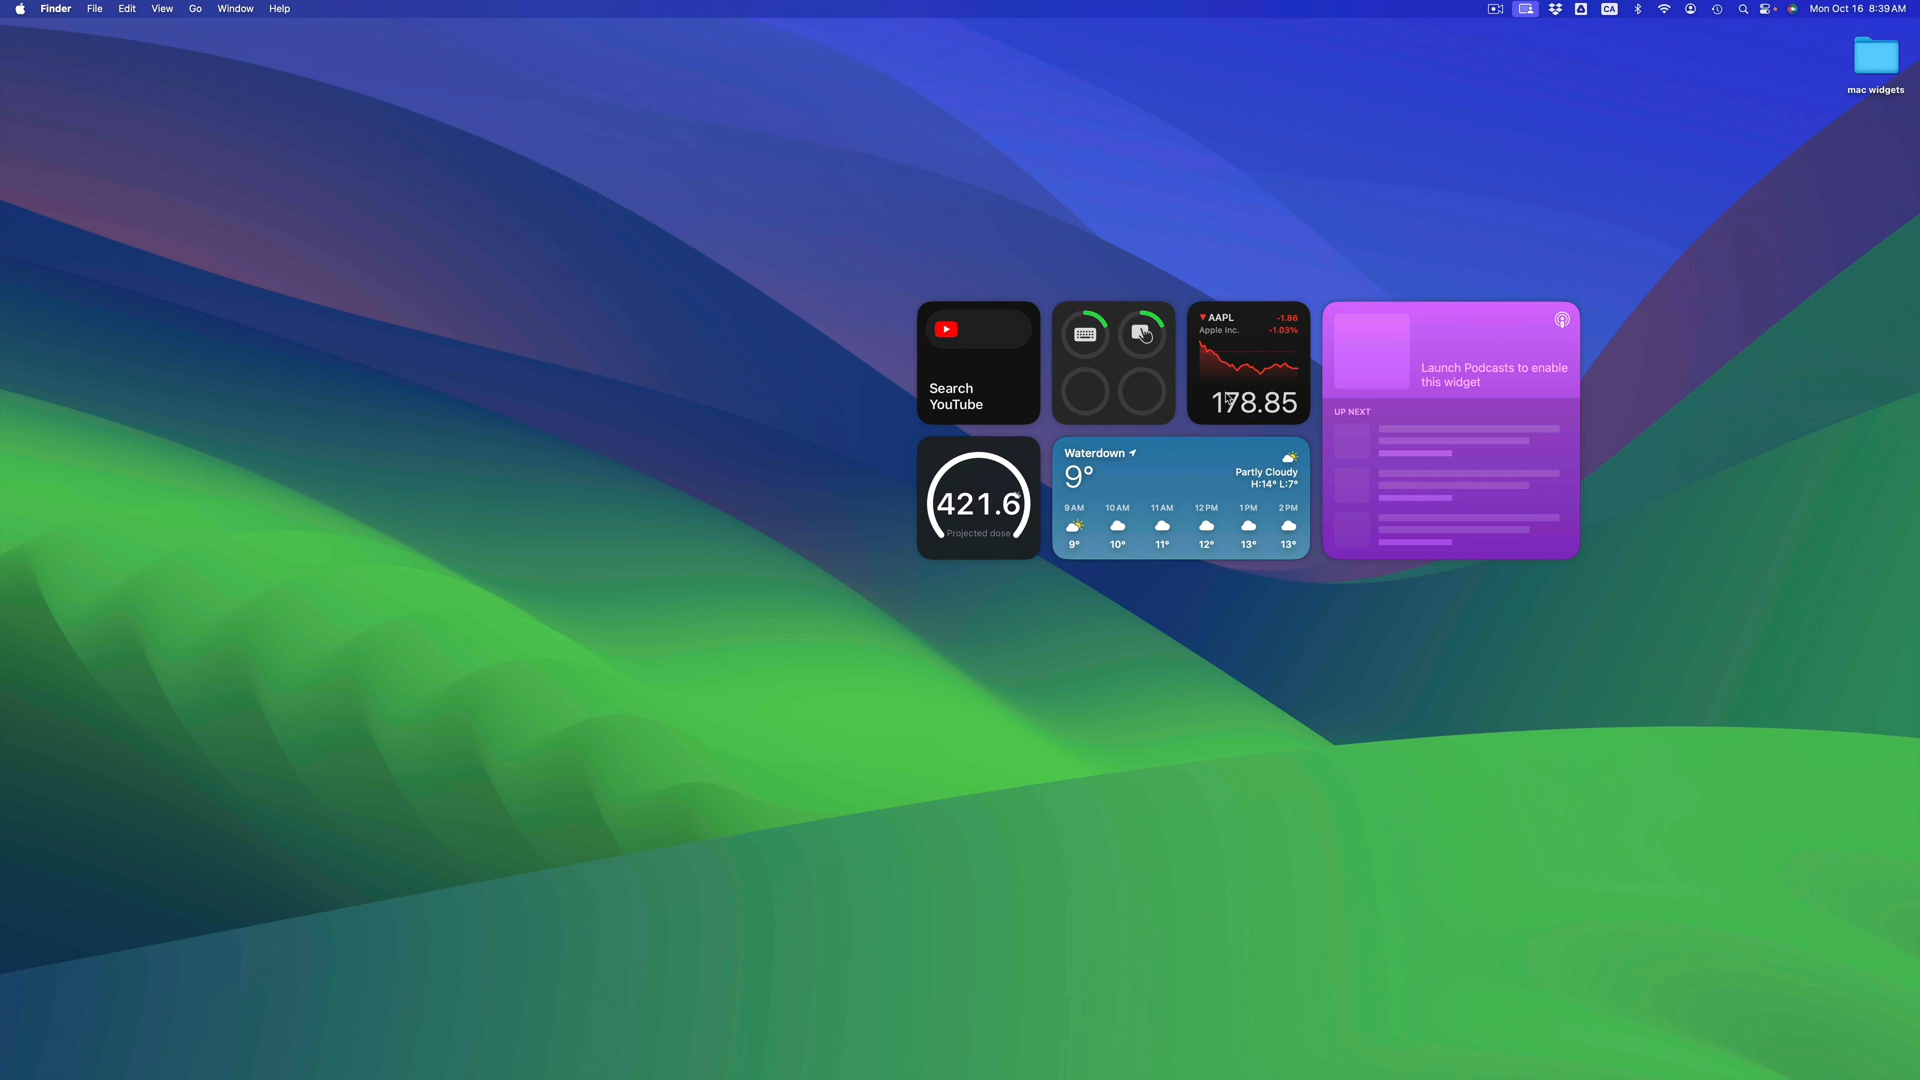 Finder File Edit View Go Window Help
CA Mon Oct 16 8:39 AM
mac widgets
Search
YouTube
AAPL -1.86
Apple Inc. -1.03%
178.85
Launch Podcasts to enable
this widget
UP NEXT
421.6
Projected dose
Waterdown
9°
Partly Cloudy
H:14° L:7°
9 AM 10 AM 11 AM 12 PM 1 PM 2 PM
9° 10° 11° 12° 13° 13°